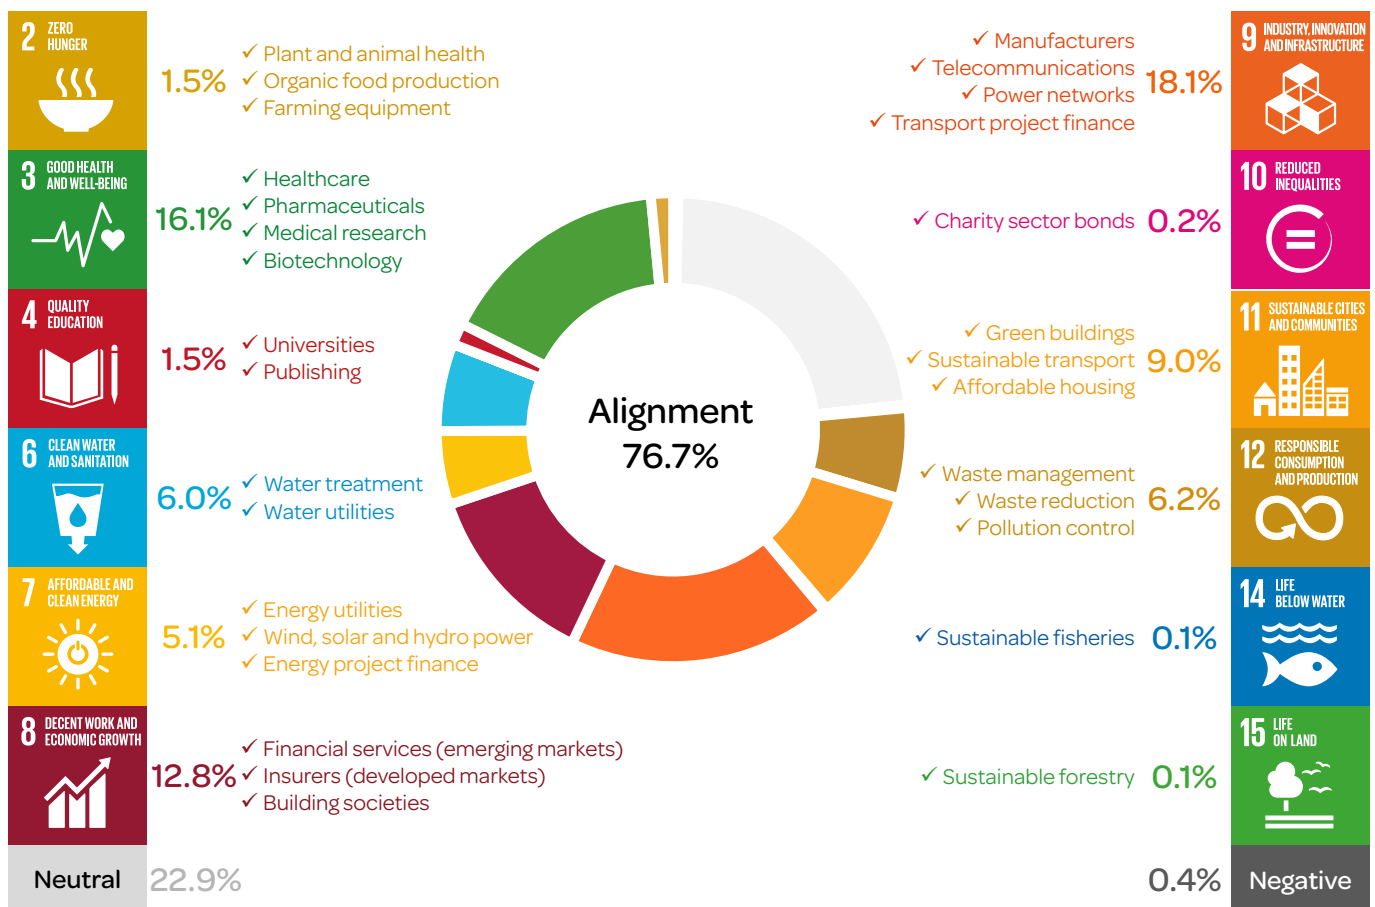 2 ZERO
HUNGER
1.5%
✓ Plant and animal health
✓ Organic food production
✓ Farming equipment
3 GOOD HEALTH
AND WELL-BEING
16.1%
✓ Healthcare
✓ Pharmaceuticals
✓ Medical research
✓ Biotechnology
4 QUALITY
EDUCATION
1.5%
✓ Universities
✓ Publishing
6 CLEAN WATER
AND SANITATION
6.0%
✓ Water treatment
✓ Water utilities
7 AFFORDABLE AND
CLEAN ENERGY
5.1%
✓ Energy utilities
✓ Wind, solar and hydro power
✓ Energy project finance
8 DECENT WORK AND
ECONOMIC GROWTH
12.8%
✓ Financial services (emerging markets)
✓ Insurers (developed markets)
✓ Building societies
Neutral 22.9%
Alignment
76.7%
✓ Manufacturers
✓ Telecommunications
✓ Power networks
✓ Transport project finance
18.1%
9 INDUSTRY, INNOVATION
AND INFRASTRUCTURE
✓ Charity sector bonds 0.2%
10 REDUCED
INEQUALITIES
✓ Green buildings
✓ Sustainable transport
✓ Affordable housing
9.0%
11 SUSTAINABLE CITIES
AND COMMUNITIES
✓ Waste management
✓ Waste reduction
✓ Pollution control
6.2%
12 RESPONSIBLE
CONSUMPTION
AND PRODUCTION
✓ Sustainable fisheries 0.1%
14 LIFE
BELOW WATER
✓ Sustainable forestry 0.1%
15 LIFE
ON LAND
0.4% Negative